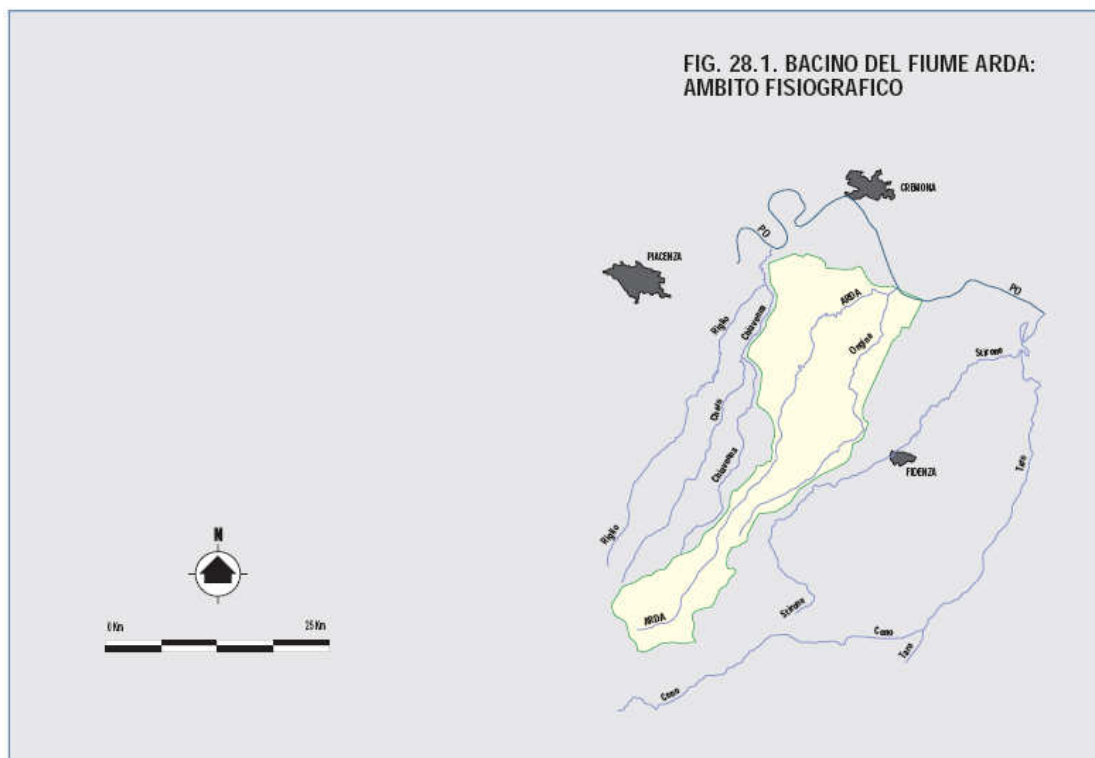 FIG. 28.1. BACINO DEL FIUME ARDA:
AMBITO FISIOGRAFICO
CREMONA
PO
PIACENZA
PO
ARDA
Riglio
Chiavenna
Ongina
Stirone
Chero
Chiavenna
FIDENZA
Taro
Riglio
N
Stirone
ARDA
0 Km
25 Km
Ceno
Taro
Ceno